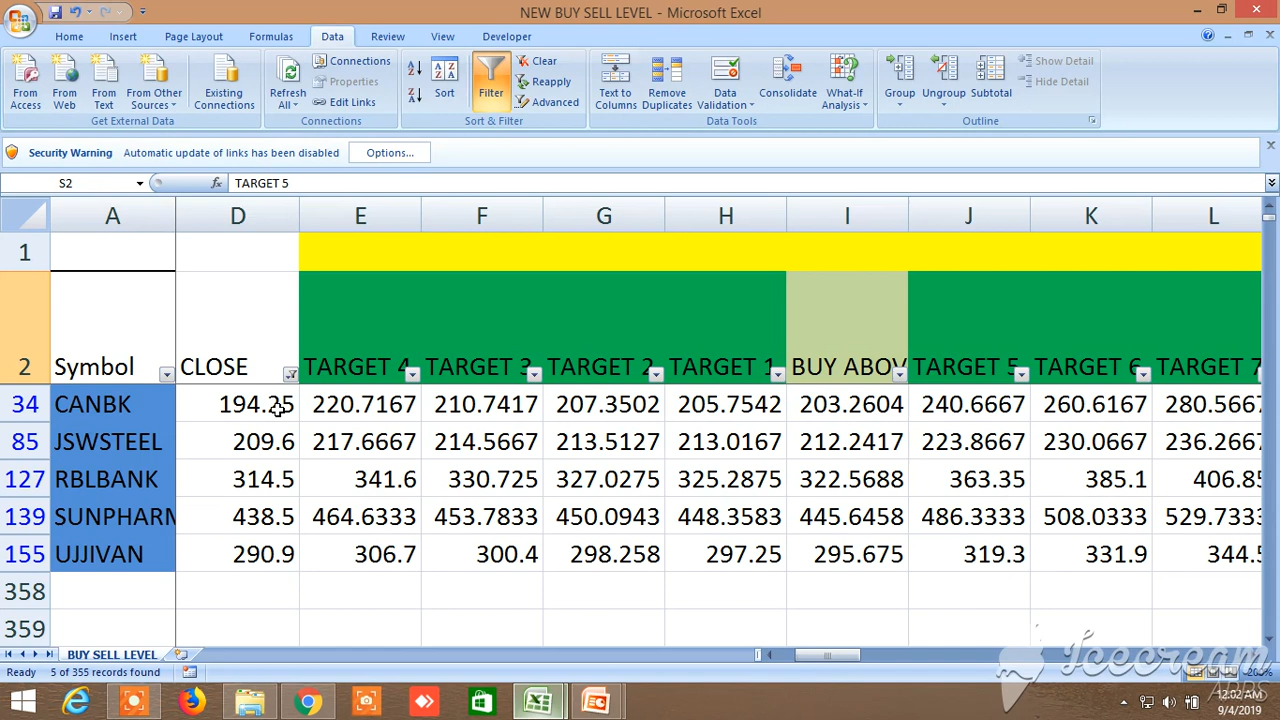 NEW BUY SELL LEVEL - Microsoft Excel
Home Insert Page Layout Formulas Data Review View Developer
From Access
From Web
From Text
From Other Sources
Existing Connections
Get External Data
Refresh All
Connections
Properties
Edit Links
Connections
Sort
Filter
Clear
Reapply
Advanced
Sort & Filter
Text to Columns
Remove Duplicates
Data Validation
Consolidate
What-If Analysis
Data Tools
Group
Ungroup
Subtotal
Show Detail
Hide Detail
Outline
Security Warning Automatic update of links has been disabled Options...
S2 fx TARGET 5
A D E F G H I J K L
1
2 Symbol CLOSE TARGET 4 TARGET 3 TARGET 2 TARGET 1 BUY ABOV TARGET 5 TARGET 6 TARGET 7
34 CANBK 194.25 220.7167 210.7417 207.3502 205.7542 203.2604 240.6667 260.6167 280.5667
85 JSWSTEEL 209.6 217.6667 214.5667 213.5127 213.0167 212.2417 223.8667 230.0667 236.2667
127 RBLBANK 314.5 341.6 330.725 327.0275 325.2875 322.5688 363.35 385.1 406.85
139 SUNPHARM 438.5 464.6333 453.7833 450.0943 448.3583 445.6458 486.3333 508.0333 529.7333
155 UJJIVAN 290.9 306.7 300.4 298.258 297.25 295.675 319.3 331.9 344.5
358
359
BUY SELL LEVEL
Ready 5 of 355 records found 200%
Icecream
APPS
12:02 AM
9/4/2019